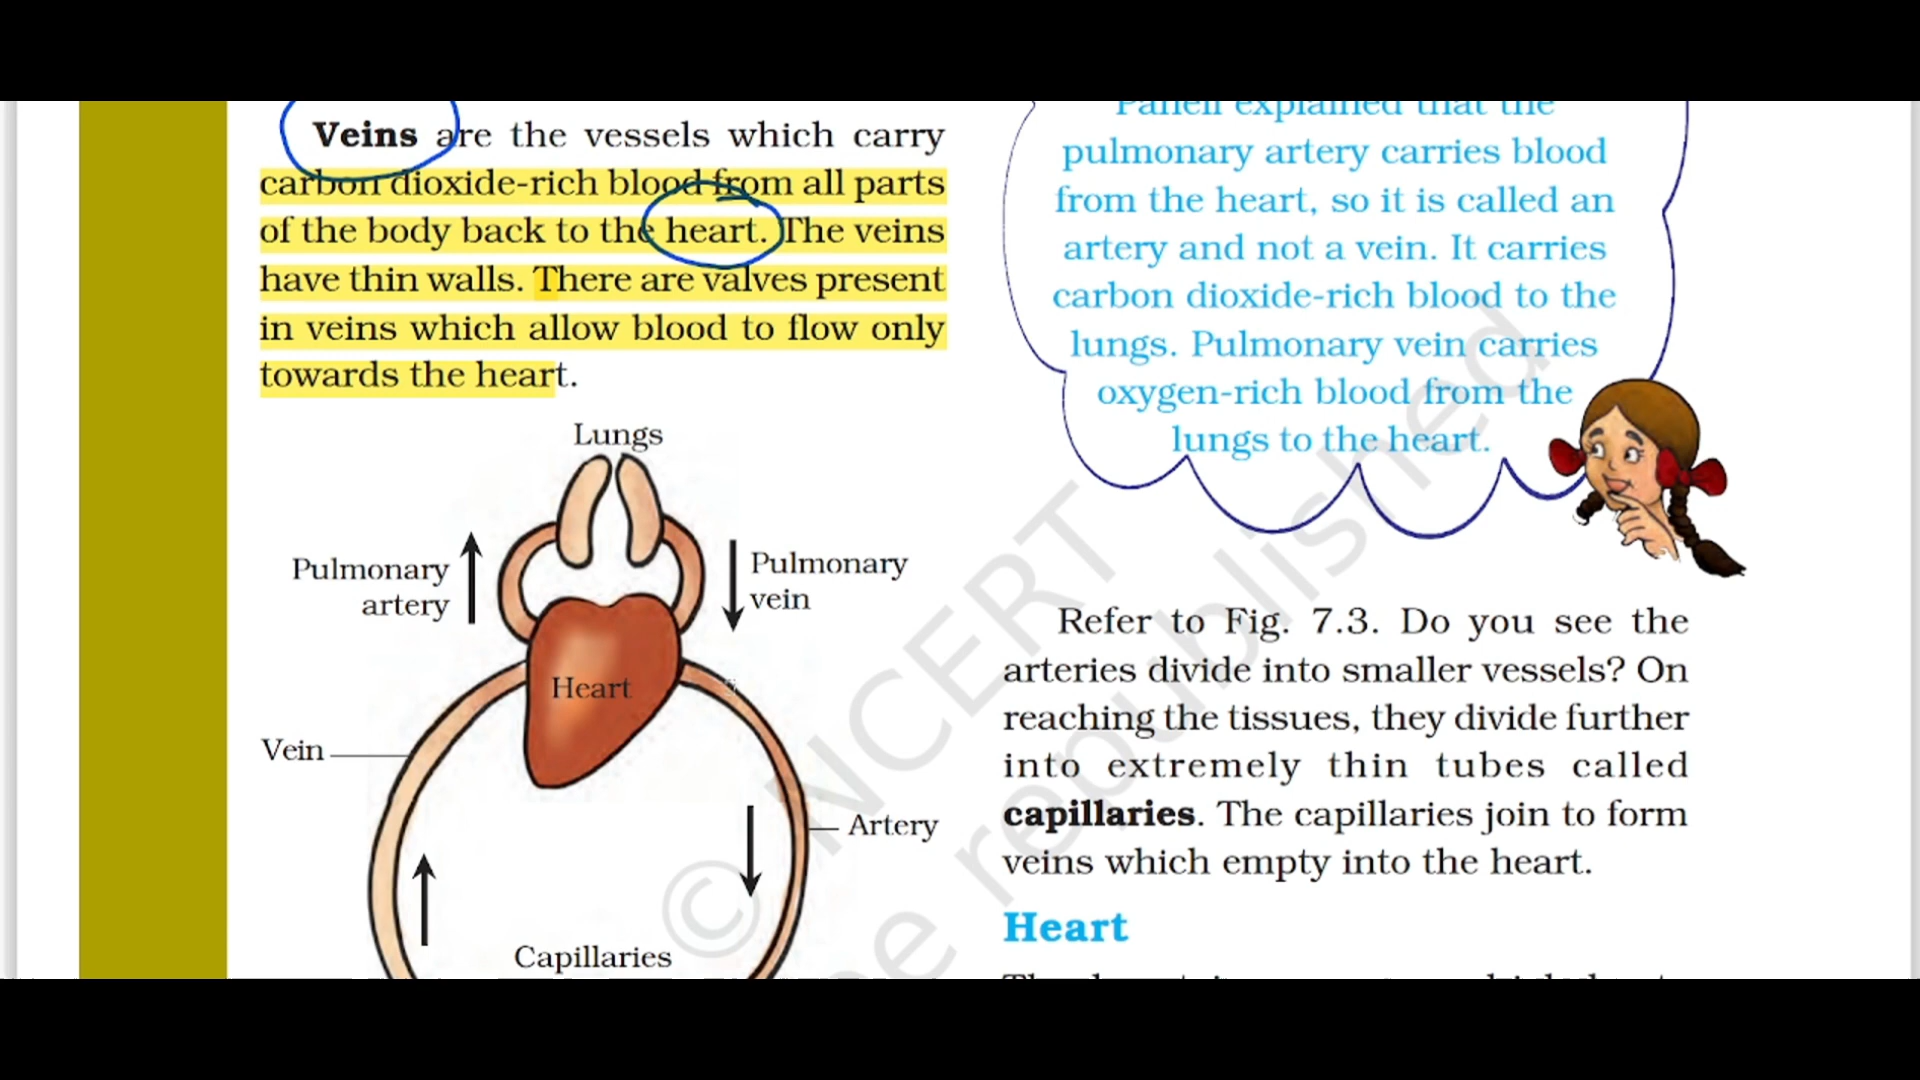 Veins are the vessels which carry
carbon dioxide-rich blood from all parts
of the body back to the heart. The veins
have thin walls. There are valves present
in veins which allow blood to flow only
towards the heart.
Lungs
Pulmonary
artery
Pulmonary
vein
Heart
Vein
Artery
Capillaries
explained that the
pulmonary artery carries blood
from the heart, so it is called an
artery and not a vein. It carries
carbon dioxide-rich blood to the
lungs. Pulmonary vein carries
oxygen-rich blood from the
lungs to the heart.
Refer to Fig. 7.3. Do you see the
arteries divide into smaller vessels? On
reaching the tissues, they divide further
into extremely thin tubes called
capillaries. The capillaries join to form
veins which empty into the heart.
Heart
© NCERT
republished